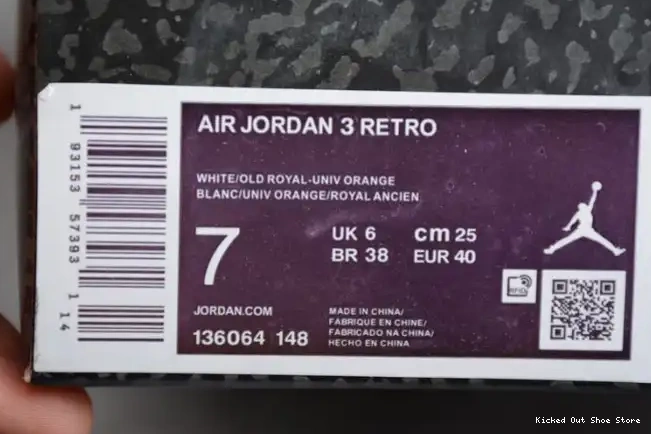 AIR JORDAN 3 RETRO
WHITE/OLD ROYAL-UNIV ORANGE
BLANC/UNIV ORANGE/ROYAL ANCIEN
7
UK 6
cm 25
BR 38
EUR 40
RFID
JORDAN.COM
136064 148
MADE IN CHINA/
FABRIQUE EN CHINE/
FABRICADO NA CHINA/
HECHO EN CHINA
1 93153 57393 1
14
Kicked Out Shoe Store